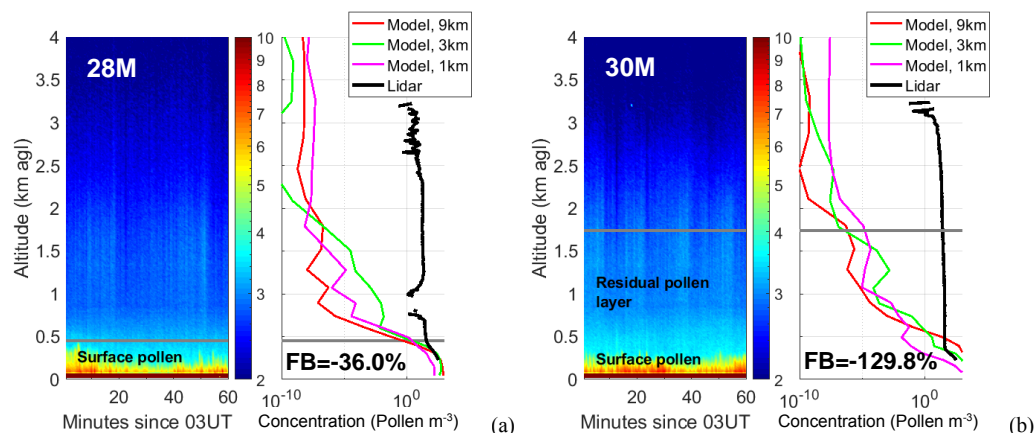 Model, 9km
Model, 3km
Model, 1km
Lidar
28M
4
3.5
3
2.5
2
1.5
1
0.5
0
Altitude (km agl)
Surface pollen
0 20 40 60
Minutes since 03UT
10
9
8
7
6
5
4
3
2
FB=-36.0%
10-10 100
Concentration (Pollen m-3)
(a)
Model, 9km
Model, 3km
Model, 1km
Lidar
30M
4
3.5
3
2.5
2
1.5
1
0.5
0
Altitude (km agl)
Residual pollen
layer
Surface pollen
0 20 40 60
Minutes since 03UT
10
9
8
7
6
5
4
3
2
FB=-129.8%
10-10 100
Concentration (Pollen m-3)
(b)